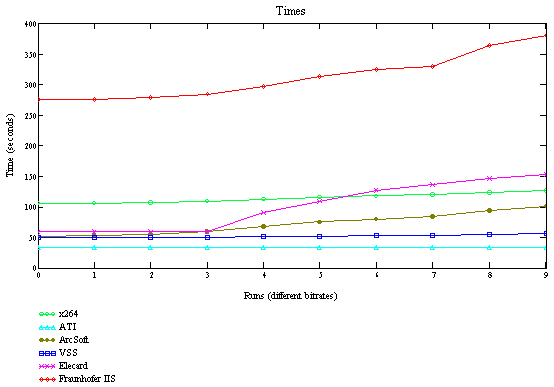 Times
400
350
300
250
200
150
100
50
0
Time (seconds)
0 1 2 3 4 5 6 7 8 9
Runs (different bitrates)
x264
ATI
ArcSoft
VSS
Elecard
Fraunhofer IIS